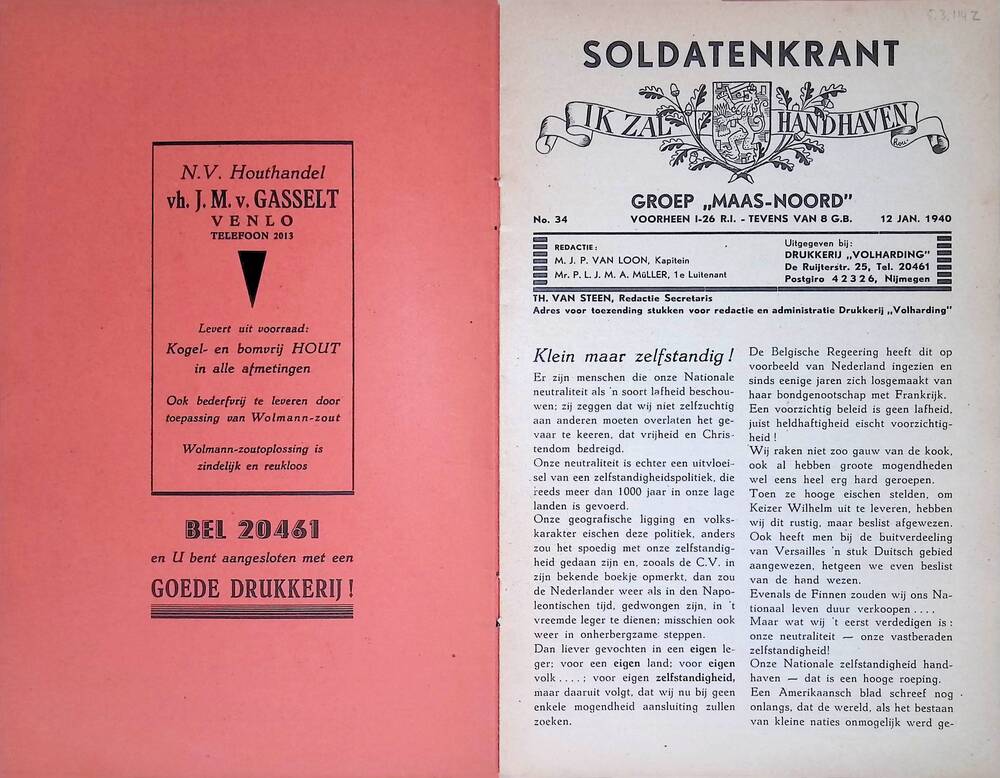 N.V. Houthandel
vh. J. M. v. GASSELT
VENLO
TELEFOON 2013
Levert uit voorraad:
Kogel- en bomvrij HOUT
in alle afmetingen
Ook bederfvrij te leveren door
toepassing van Wolmann-zout
Wolmann-zoutoplossing is
zindelijk en reukloos
BEL 20461
en U bent aangesloten met een
GOEDE DRUKKERIJ!
SOLDATENKRANT
IK ZAL HANDHAVEN
GROEP „MAAS-NOORD”
No. 34 VOORHEEN I-26 R.I. - TEVENS VAN 8 G.B. 12 JAN. 1940
REDACTIE:
M. J. P. VAN LOON, Kapitein
Mr. P. L. J. M. A. MüLLER, 1e Luitenant
Uitgegeven bij:
DRUKKERIJ „VOLHARDING”
De Ruijterstr. 25, Tel. 20461
Postgiro 42326, Nijmegen
TH. VAN STEEN, Redactie Secretaris
Adres voor toezending stukken voor redactie en administratie Drukkerij „Volharding”
Klein maar zelfstandig!
Er zijn menschen die onze Nationale
neutraliteit als 'n soort lafheid beschou-
wen; zij zeggen dat wij niet zelfzuchtig
aan anderen moeten overlaten het ge-
vaar te keeren, dat vrijheid en Chris-
tendom bedreigd.
Onze neutraliteit is echter een uitvloei-
sel van een zelfstandigheidspolitiek, die
reeds meer dan 1000 jaar in onze lage
landen is gevoerd.
Onze geografische ligging en volks-
karakter eischen deze politiek, anders
zou het spoedig met onze zelfstandig-
heid gedaan zijn en, zooals de C.V. in
zijn bekende boekje opmerkt, dan zou
de Nederlander weer als in den Napo-
leontischen tijd, gedwongen zijn, in 't
vreemde leger te dienen; misschien ook
weer in onherbergzame steppen.
Dan liever gevochten in een eigen le-
ger; voor een eigen land; voor eigen
volk ....; voor eigen zelfstandigheid,
maar daaruit volgt, dat wij nu bij geen
enkele mogendheid aansluiting zullen
zoeken.
De Belgische Regeering heeft dit op
voorbeeld van Nederland ingezien en
sinds eenige jaren zich losgemaakt van
haar bondgenootschap met Frankrijk.
Een voorzichtig beleid is geen lafheid,
juist heldhaftigheid eischt voorzichtig-
heid !
Wij raken niet zoo gauw van de kook,
ook al hebben groote mogendheden
wel eens heel erg hard geroepen.
Toen ze hooge eischen stelden, om
Keizer Wilhelm uit te leveren, hebben
wij dit rustig, maar beslist afgewezen.
Ook heeft men bij de buitverdeeling
van Versailles 'n stuk Duitsch gebied
aangewezen, hetgeen we even beslist
van de hand wezen.
Evenals de Finnen zouden wij ons Na-
tionaal leven duur verkoopen ....
Maar wat wij 't eerst verdedigen is :
onze neutraliteit — onze vastberaden
zelfstandigheid!
Onze Nationale zelfstandigheid hand-
haven — dat is een hooge roeping.
Een Amerikaansch blad schreef nog
onlangs, dat de wereld, als het bestaan
van kleine naties onmogelijk werd ge-